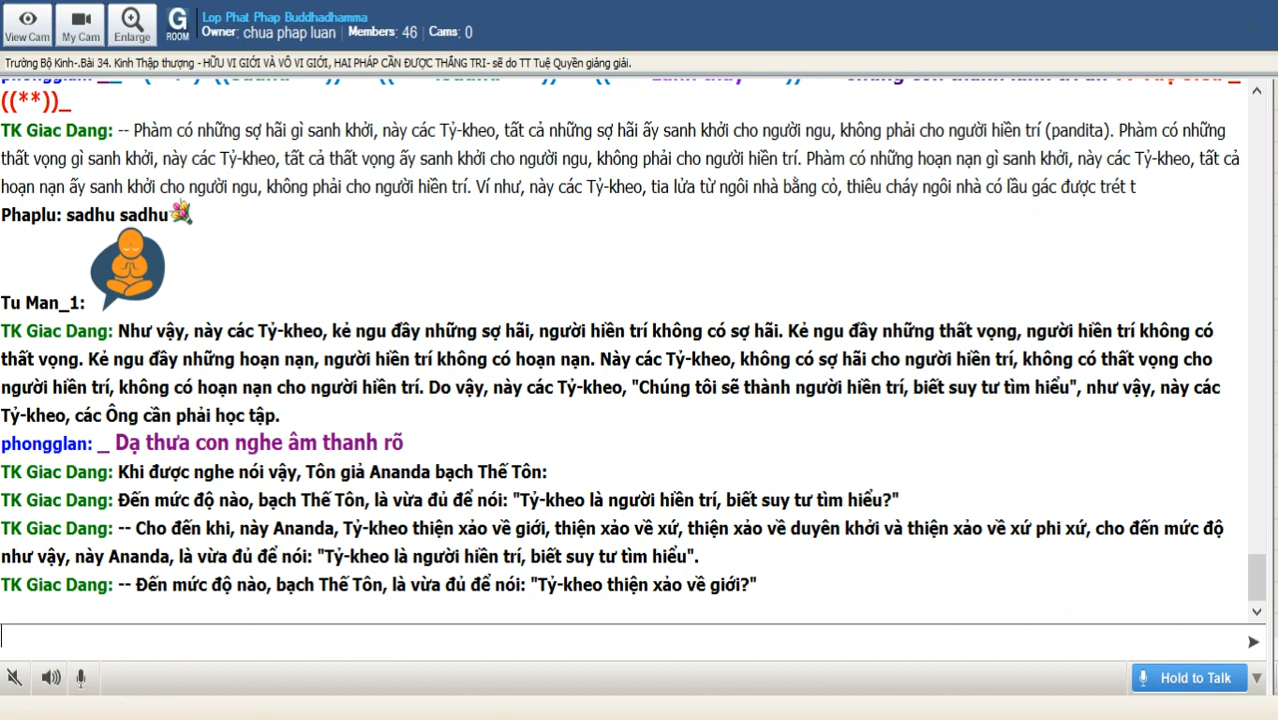 View Cam
My Cam
Enlarge
G
ROOM
Lop Phat Phap Buddhadhamma
Owner: chua phap luan Members: 46 Cams: 0
Trường Bộ Kinh-.Bài 34. Kinh Thập thượng - HỮU VI GIỚI VÀ VÔ VI GIỚI, HAI PHÁP CẦN ĐƯỢC THẮNG TRI- sẽ do TT Tuệ Quyền giảng giải.
((**))_
TK Giac Dang: -- Phàm có những sợ hãi gì sanh khởi, này các Tỷ-kheo, tất cả những sợ hãi ấy sanh khởi cho người ngu, không phải cho người hiền trí (pandita). Phàm có những
thất vọng gì sanh khởi, này các Tỷ-kheo, tất cả thất vọng ấy sanh khởi cho người ngu, không phải cho người hiền trí. Phàm có những hoạn nạn gì sanh khởi, này các Tỷ-kheo, tất cả
hoạn nạn ấy sanh khởi cho người ngu, không phải cho người hiền trí. Ví như, này các Tỷ-kheo, tia lửa từ ngôi nhà bằng cỏ, thiêu cháy ngôi nhà có lầu gác được trét t
Phaplu: sadhu sadhu
Tu Man_1:
TK Giac Dang: Như vậy, này các Tỷ-kheo, kẻ ngu đầy những sợ hãi, người hiền trí không có sợ hãi. Kẻ ngu đầy những thất vọng, người hiền trí không có
thất vọng. Kẻ ngu đầy những hoạn nạn, người hiền trí không có hoạn nạn. Này các Tỷ-kheo, không có sợ hãi cho người hiền trí, không có thất vọng cho
người hiền trí, không có hoạn nạn cho người hiền trí. Do vậy, này các Tỷ-kheo, "Chúng tôi sẽ thành người hiền trí, biết suy tư tìm hiểu", như vậy, này các
Tỷ-kheo, các Ông cần phải học tập.
phongglan: _ Dạ thưa con nghe âm thanh rõ
TK Giac Dang: Khi được nghe nói vậy, Tôn giả Ananda bạch Thế Tôn:
TK Giac Dang: Đến mức độ nào, bạch Thế Tôn, là vừa đủ để nói: "Tỷ-kheo là người hiền trí, biết suy tư tìm hiểu?"
TK Giac Dang: -- Cho đến khi, này Ananda, Tỷ-kheo thiện xảo về giới, thiện xảo về xứ, thiện xảo về duyên khởi và thiện xảo về xứ phi xứ, cho đến mức độ
như vậy, này Ananda, là vừa đủ để nói: "Tỷ-kheo là người hiền trí, biết suy tư tìm hiểu".
TK Giac Dang: -- Đến mức độ nào, bạch Thế Tôn, là vừa đủ để nói: "Tỷ-kheo thiện xảo về giới?"
Hold to Talk